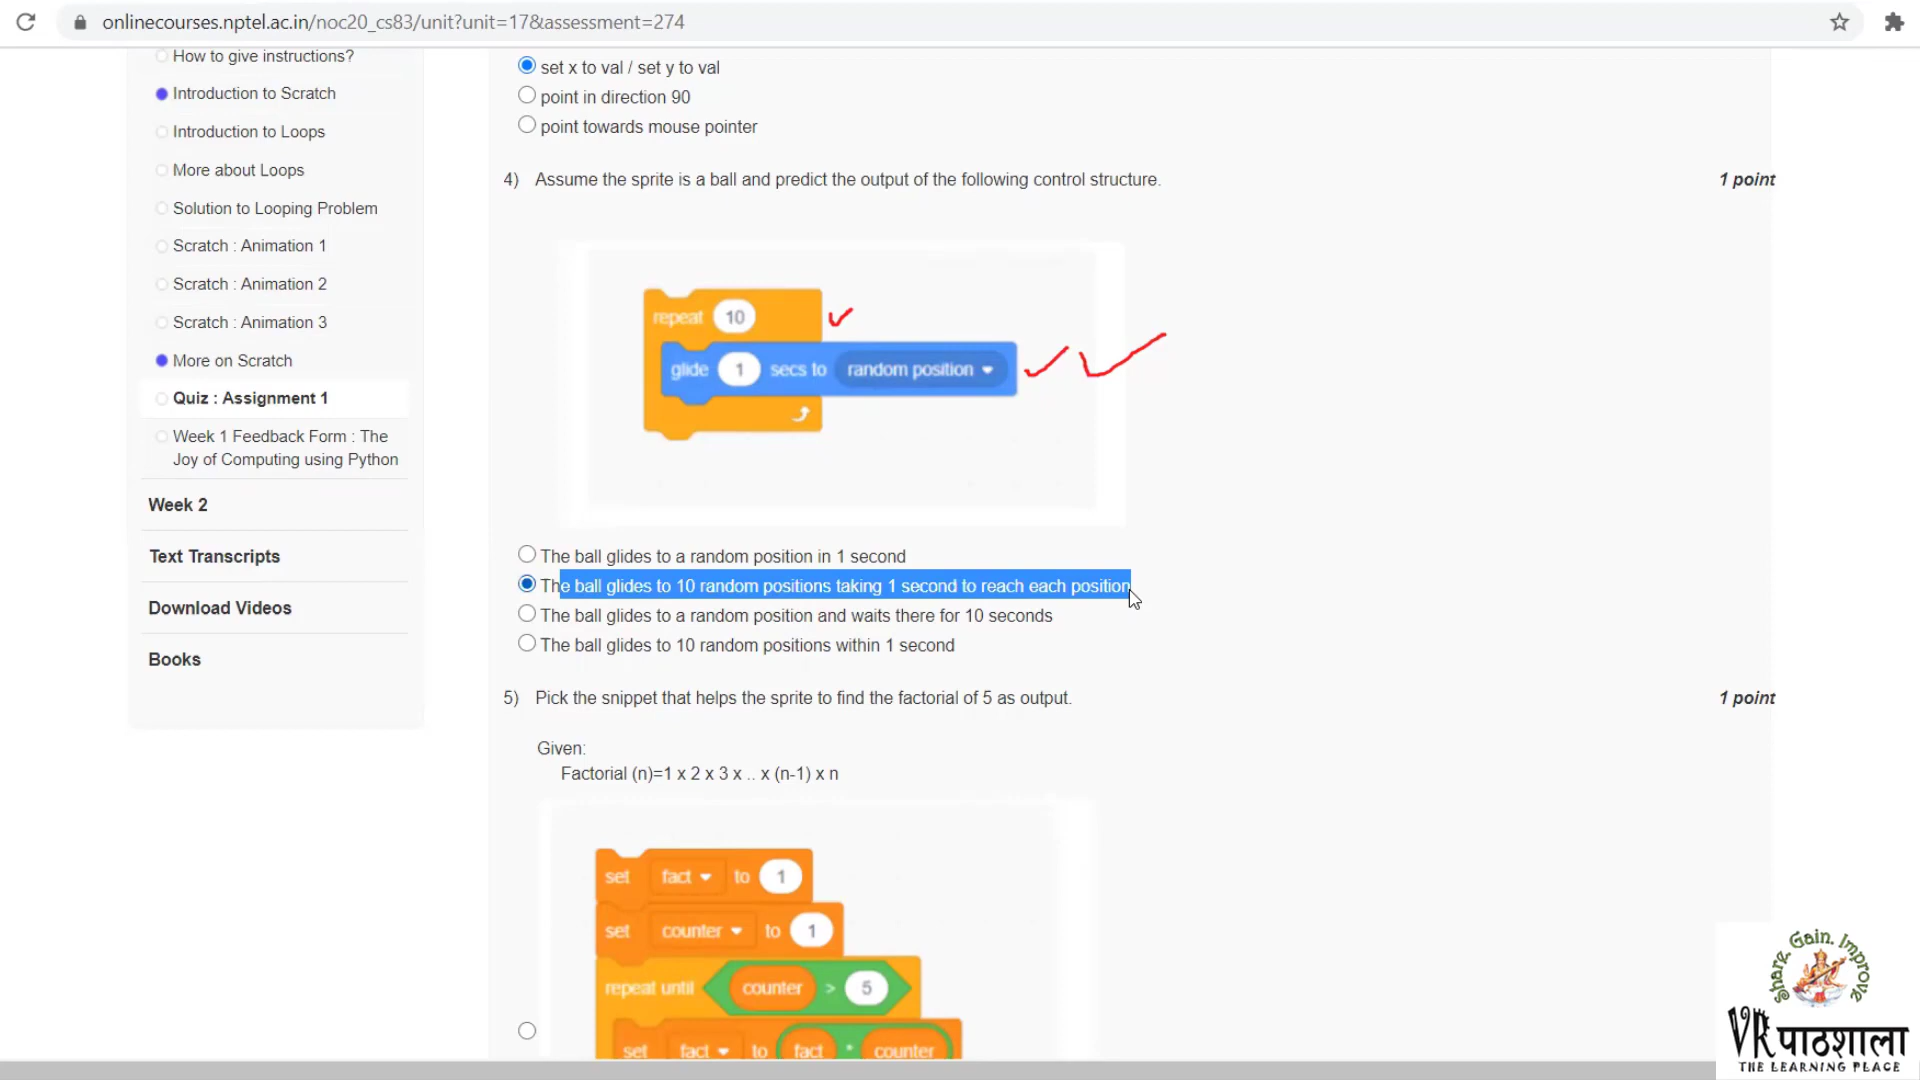 onlinecourses.nptel.ac.in/noc20_cs83/unit?unit=17&assessment=274
How to give instructions?
Introduction to Scratch
Introduction to Loops
More about Loops
Solution to Looping Problem
Scratch : Animation 1
Scratch : Animation 2
Scratch : Animation 3
More on Scratch
Quiz : Assignment 1
Week 1 Feedback Form : The
Joy of Computing using Python
Week 2
Text Transcripts
Download Videos
Books
set x to val / set y to val
point in direction 90
point towards mouse pointer
4) Assume the sprite is a ball and predict the output of the following control structure. 1 point
repeat 10
glide 1 secs to random position
The ball glides to a random position in 1 second
The ball glides to 10 random positions taking 1 second to reach each position
The ball glides to a random position and waits there for 10 seconds
The ball glides to 10 random positions within 1 second
5) Pick the snippet that helps the sprite to find the factorial of 5 as output. 1 point
Given:
Factorial (n)=1 x 2 x 3 x .. x (n-1) x n
set fact to 1
set counter to 1
repeat until counter > 5
set fact to fact * counter
Share. Gain. Improve
VR पाठशाला
THE LEARNING PLACE